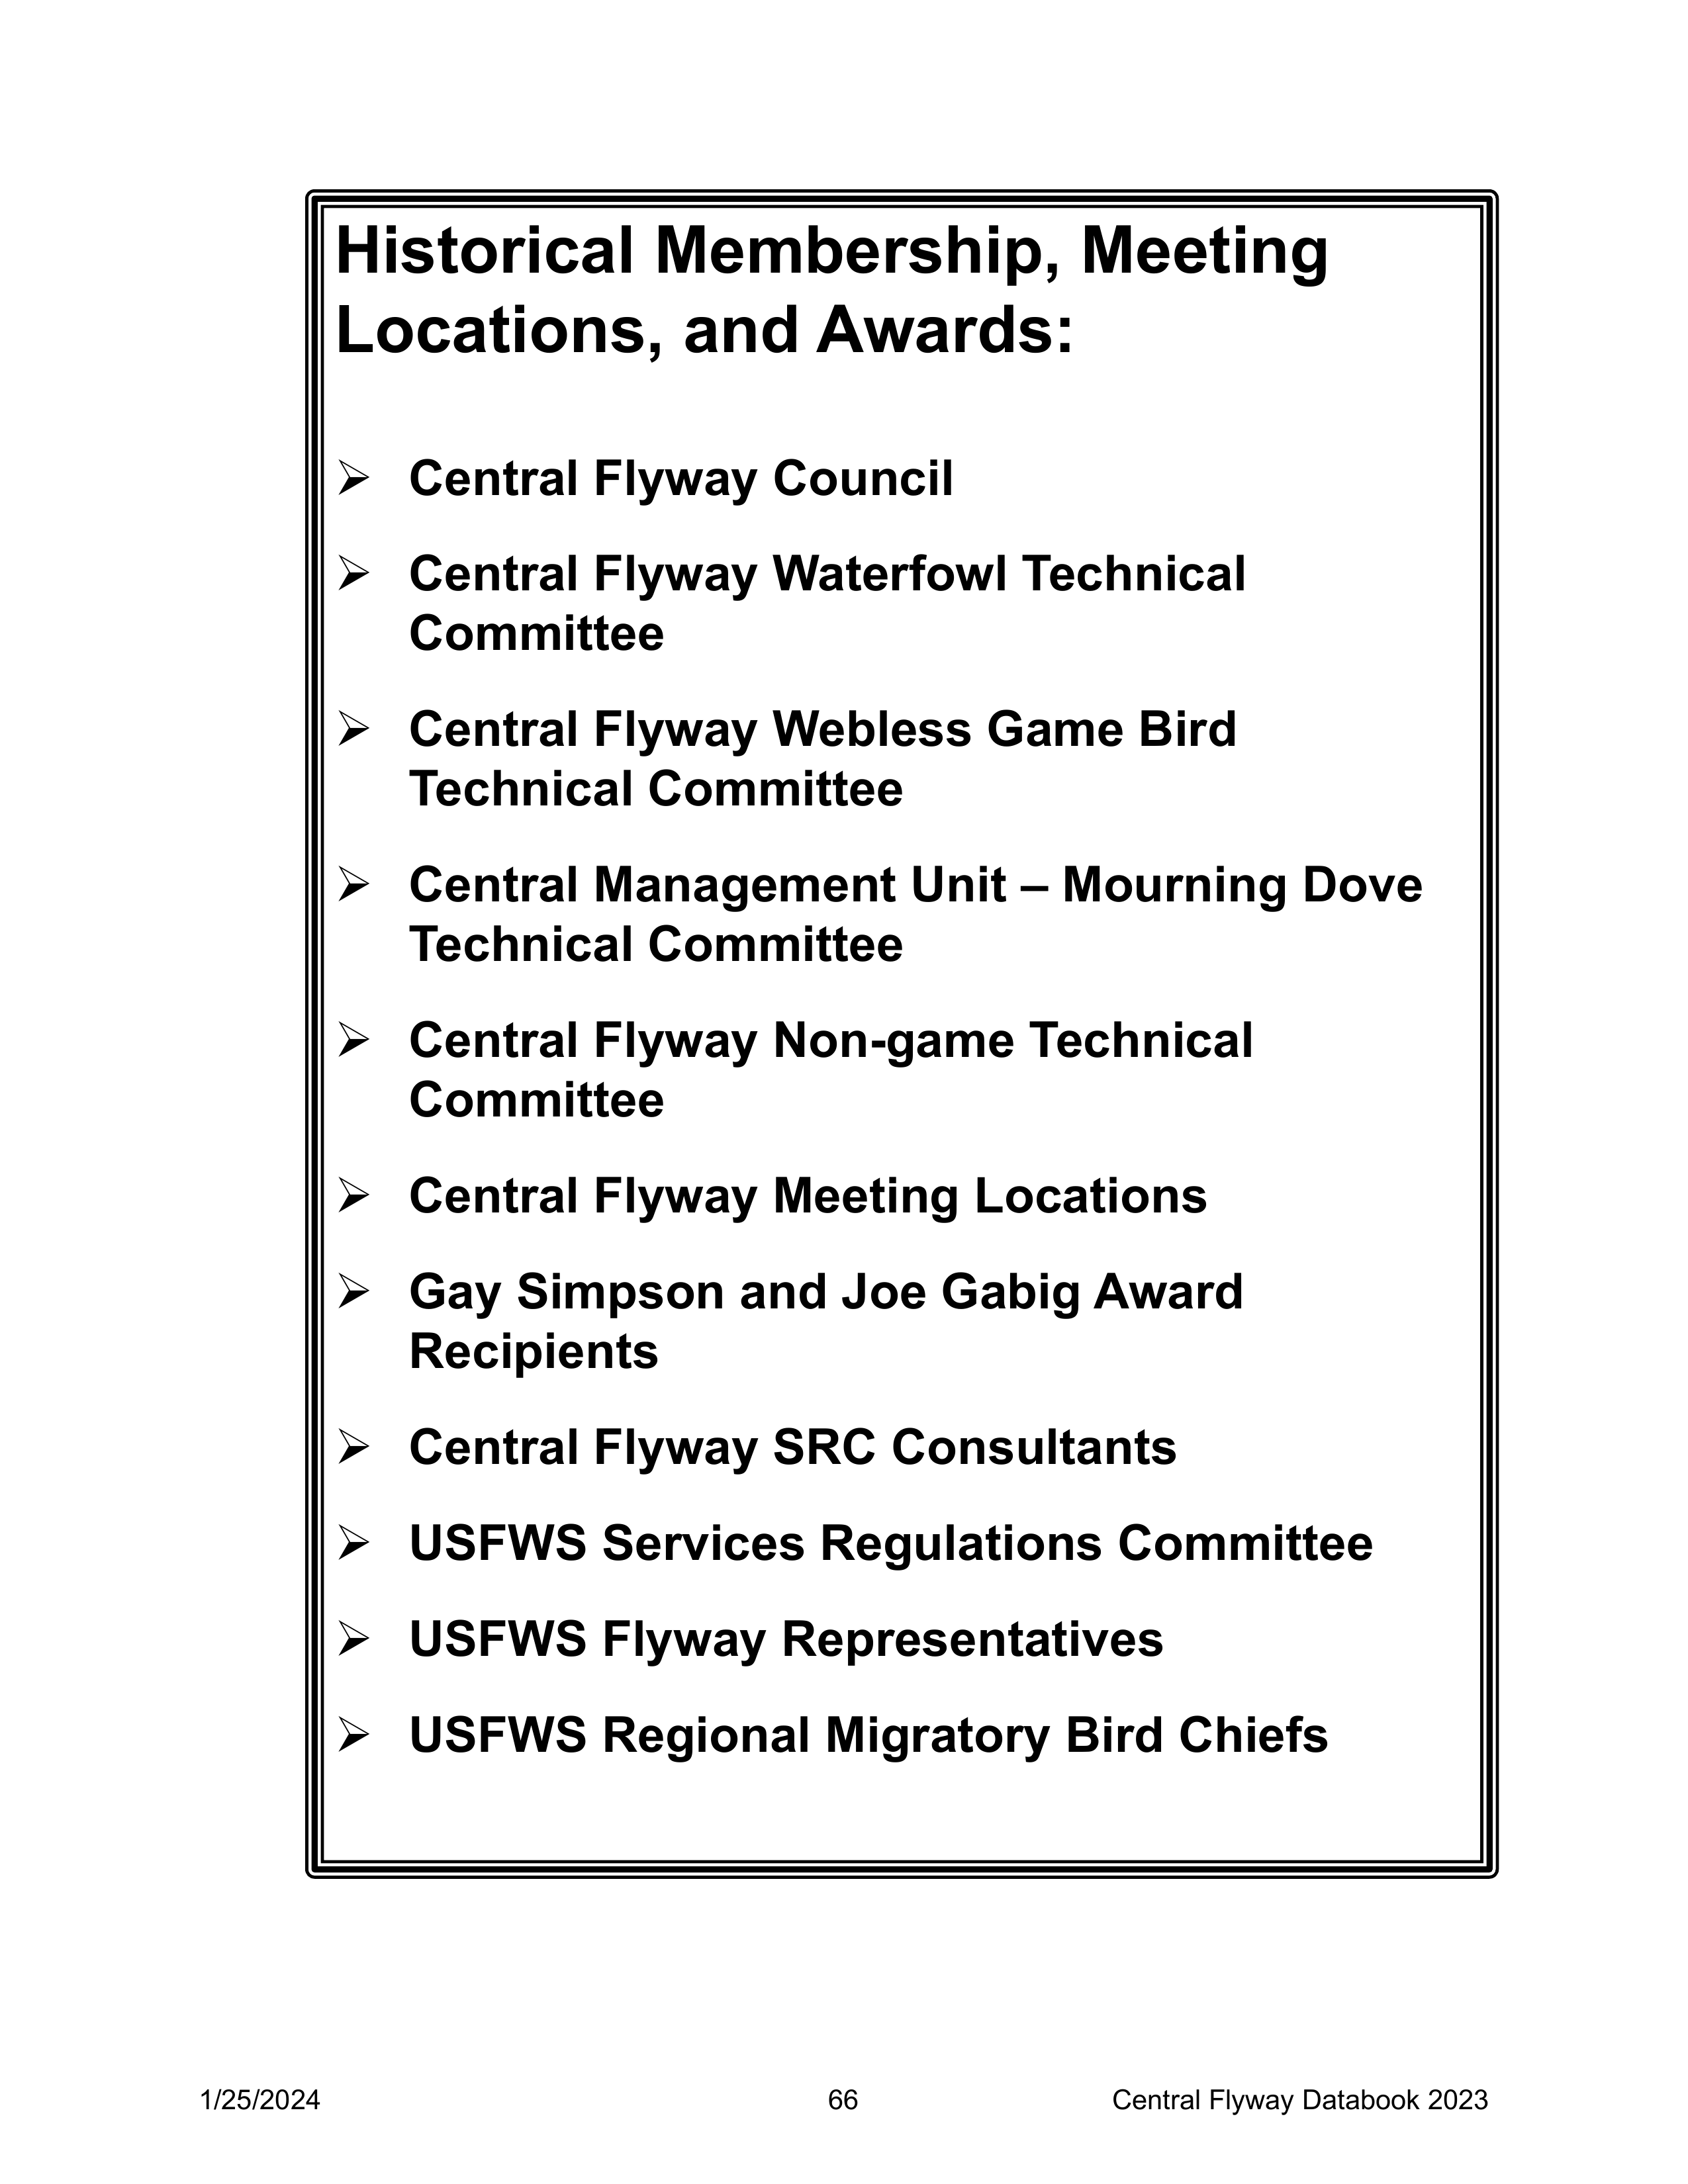 Historical Membership, Meeting
Locations, and Awards:
➢ Central Flyway Council
➢ Central Flyway Waterfowl Technical
Committee
➢ Central Flyway Webless Game Bird
Technical Committee
➢ Central Management Unit – Mourning Dove
Technical Committee
➢ Central Flyway Non-game Technical
Committee
➢ Central Flyway Meeting Locations
➢ Gay Simpson and Joe Gabig Award
Recipients
➢ Central Flyway SRC Consultants
➢ USFWS Services Regulations Committee
➢ USFWS Flyway Representatives
➢ USFWS Regional Migratory Bird Chiefs
1/25/2024 66 Central Flyway Databook 2023